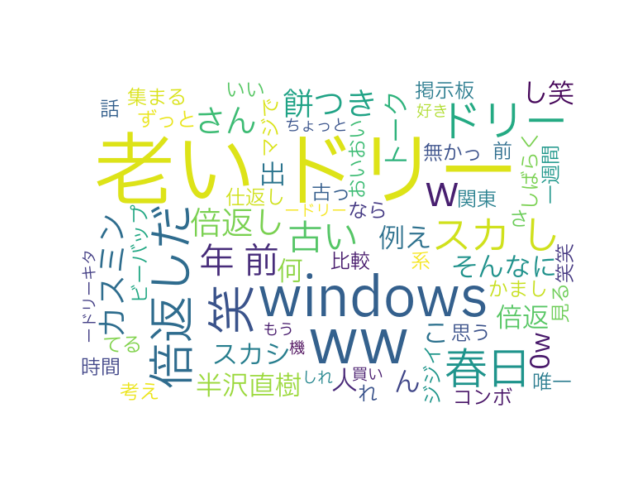 集まる
いい
餅つき
掲示板
し笑
話
ずっと
さん
マジで
ちょっと
おいおい
トーク
好き
ドリー
無かっ
前
しばらく
一週間
老い
ドリー
圧
仕返し
古っ
w
関東
さ
ードリー
なら
ビーバップ
カスミン
倍返しだ
倍返し
古い
例え
スカし
笑笑
年
前
何
比較
系
そんなに
ードリーキタ
笑
windows
かまし
見る
倍返
もう
ww
こ
思う
0w
てる
スカシ
機
春日
時間
半沢直樹
しれ
人
買い
れ
ん
ジジイ
唯一
考え
コンボ